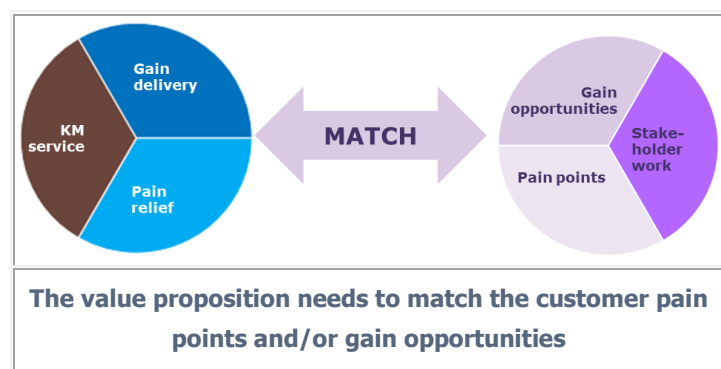 Gain
delivery
KM
service
Pain
relief
MATCH
Gain
opportunities
Stake-
holder
work
Pain points
The value proposition needs to match the customer pain
points and/or gain opportunities